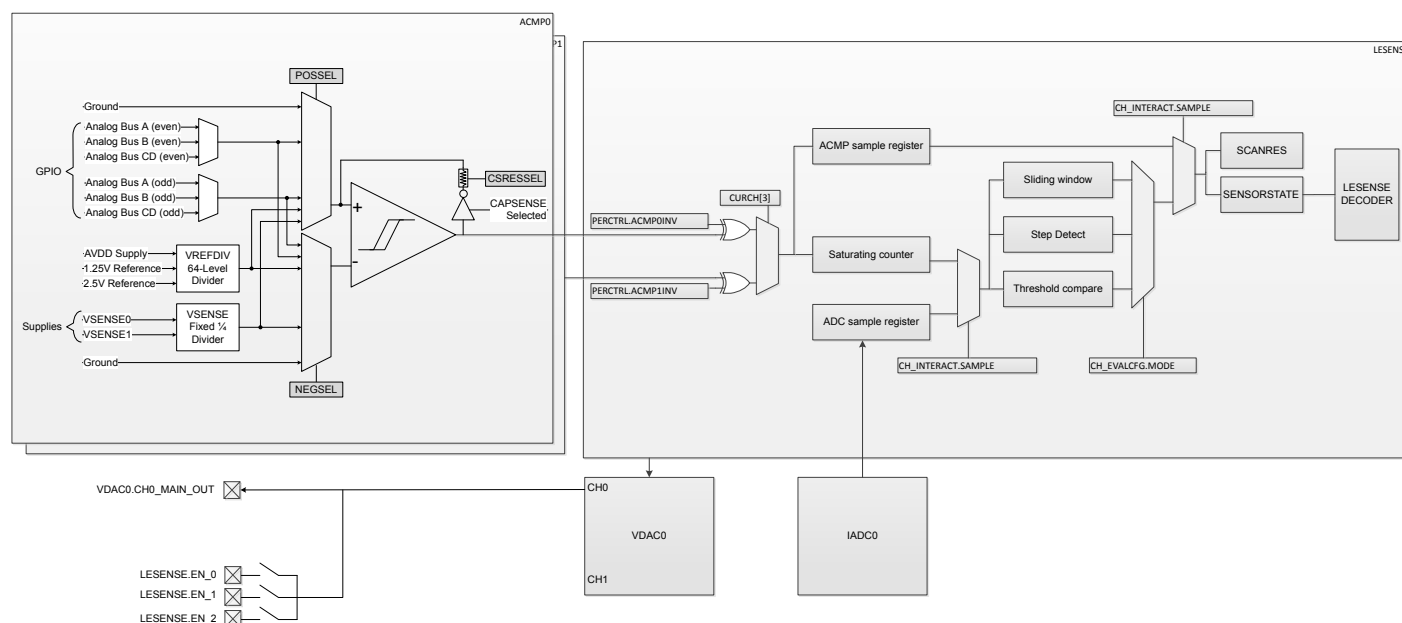 ACMP0
P1
POSSEL
Ground
Analog Bus A (even)
Analog Bus B (even)
Analog Bus CD (even)
GPIO
Analog Bus A (odd)
Analog Bus B (odd)
Analog Bus CD (odd)
CSRESSEL
CAPSENSE
Selected
+
-
AVDD Supply
1.25V Reference
2.5V Reference
VREFDIV
64-Level
Divider
Supplies
VSENSE0
VSENSE1
VSENSE
Fixed ¼
Divider
Ground
NEGSEL
LESENS
CH_INTERACT.SAMPLE
ACMP sample register
SCANRES
SENSORSTATE
LESENSE
DECODER
CURCH[3]
PERCTRL.ACMP0INV
PERCTRL.ACMP1INV
Sliding window
Step Detect
Threshold compare
Saturating counter
ADC sample register
CH_INTERACT.SAMPLE
CH_EVALCFG.MODE
VDAC0.CH0_MAIN_OUT
CH0
VDAC0
CH1
IADC0
LESENSE.EN_0
LESENSE.EN_1
LESENSE.EN_2